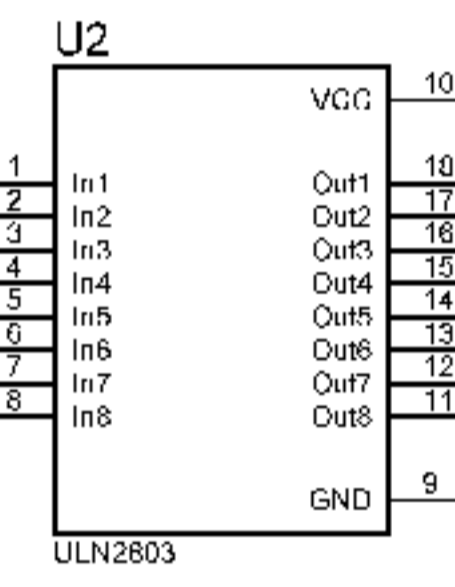 U2
VCC 10
1 In1 Out1 18
2 In2 Out2 17
3 In3 Out3 16
4 In4 Out4 15
5 In5 Out5 14
6 In6 Out6 13
7 In7 Out7 12
8 In8 Out8 11
GND 9
ULN2803